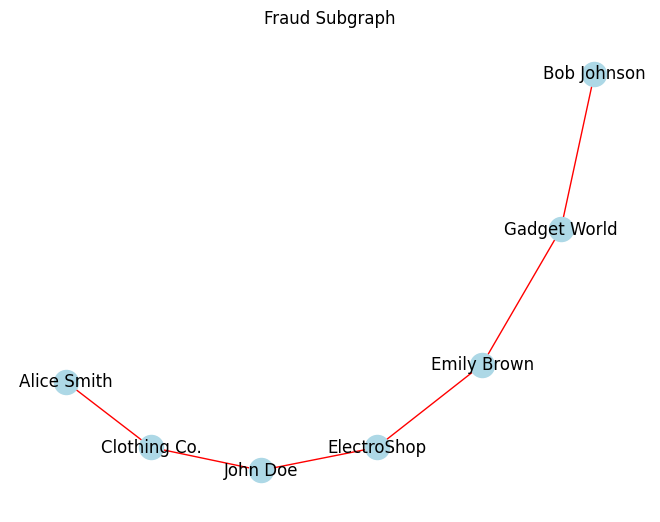 Fraud Subgraph
Bob Johnson
Gadget World
Emily Brown
Alice Smith
Clothing Co.
ElectroShop
John Doe